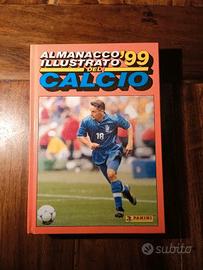 ALMANACCO
ILLUSTRATO '99
DEL
CALCIO
18
PANINI
subito